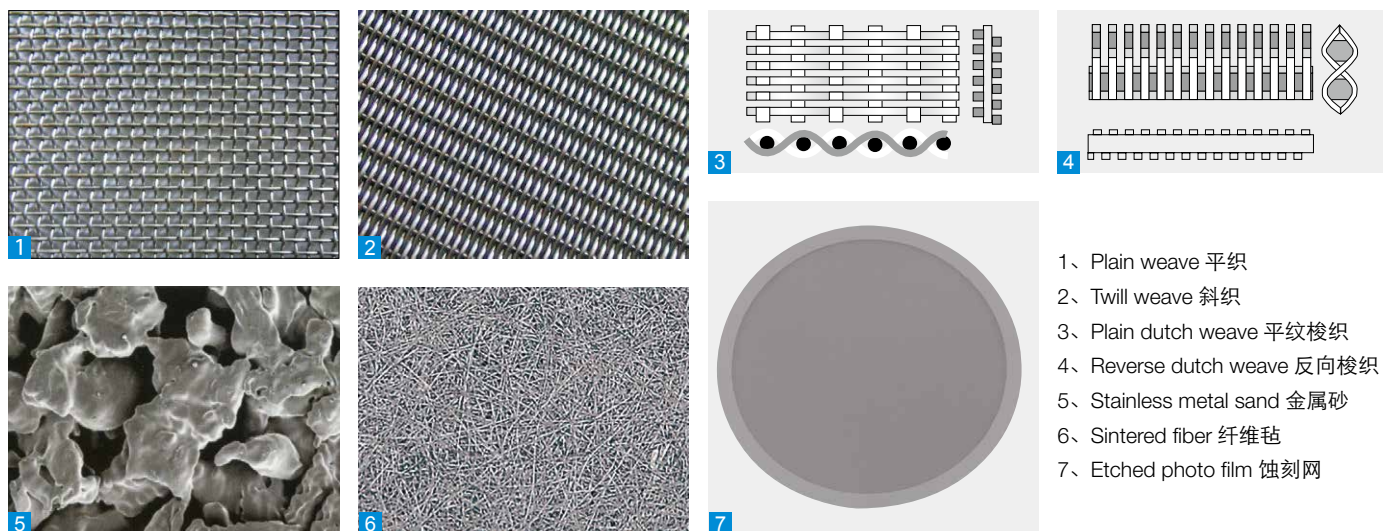 1
2
3
4
5
6
7
1、Plain weave 平织
2、Twill weave 斜织
3、Plain dutch weave 平纹梭织
4、Reverse dutch weave 反向梭织
5、Stainless metal sand 金属砂
6、Sintered fiber 纤维毡
7、Etched photo film 蚀刻网